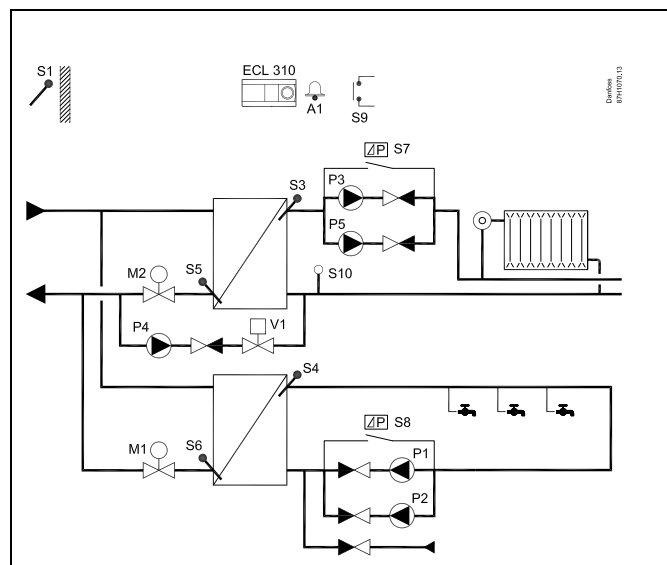 S1
ECL 310
A1
S9
Danfoss
87H1070.13
⊿P S7
S3
P3
P5
M2
S5
S10
P4
V1
S4
⊿P S8
M1
S6
P1
P2